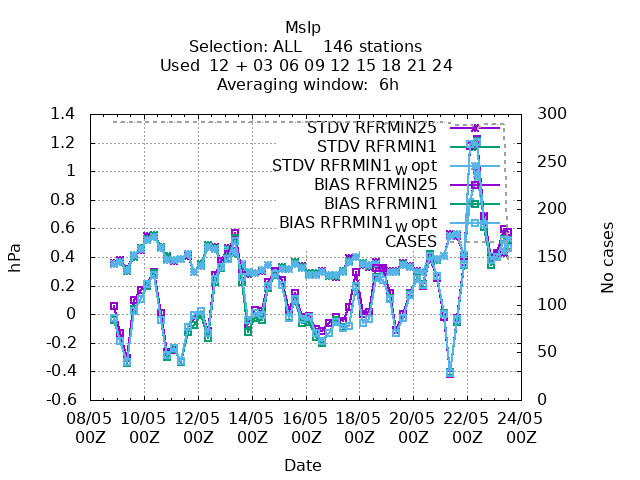 Mslp
Selection: ALL    146 stations
Used  12 + 03 06 09 12 15 18 21 24
Averaging window:  6h
STDV RFRMIN25
STDV RFRMIN1
STDV RFRMIN1_w opt
BIAS RFRMIN25
BIAS RFRMIN1
BIAS RFRMIN1_w opt
CASES
hPa
1.4
1.2
1
0.8
0.6
0.4
0.2
0
-0.2
-0.4
-0.6
No cases
300
250
200
150
100
50
0
08/05 10/05 12/05 14/05 16/05 18/05 20/05 22/05 24/05
00Z 00Z 00Z 00Z 00Z 00Z 00Z 00Z 00Z
Date